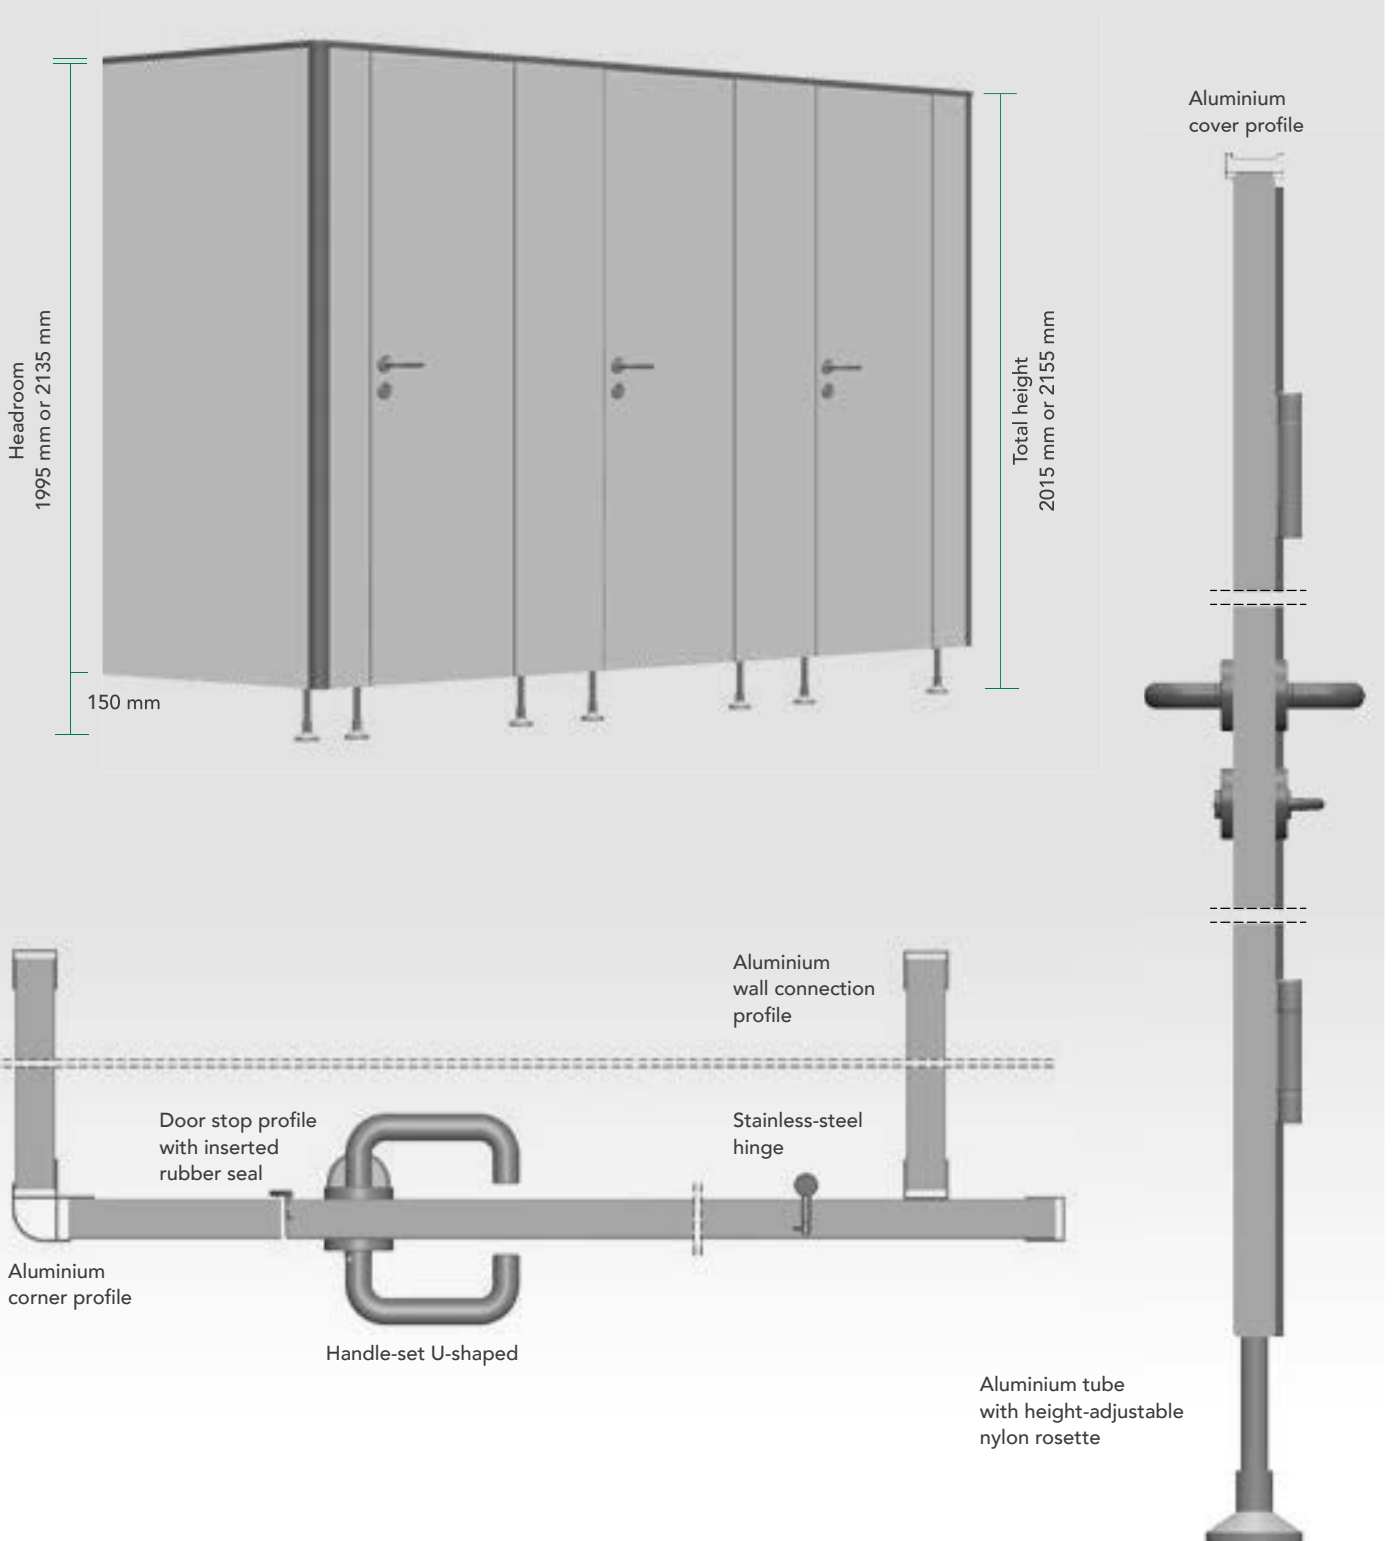 Aluminium
cover profile
Headroom
1995 mm or 2135 mm
Total height
2015 mm or 2155 mm
150 mm
Aluminium
wall connection
profile
Door stop profile
with inserted
rubber seal
Stainless-steel
hinge
Aluminium
corner profile
Handle-set U-shaped
Aluminium tube
with height-adjustable
nylon rosette